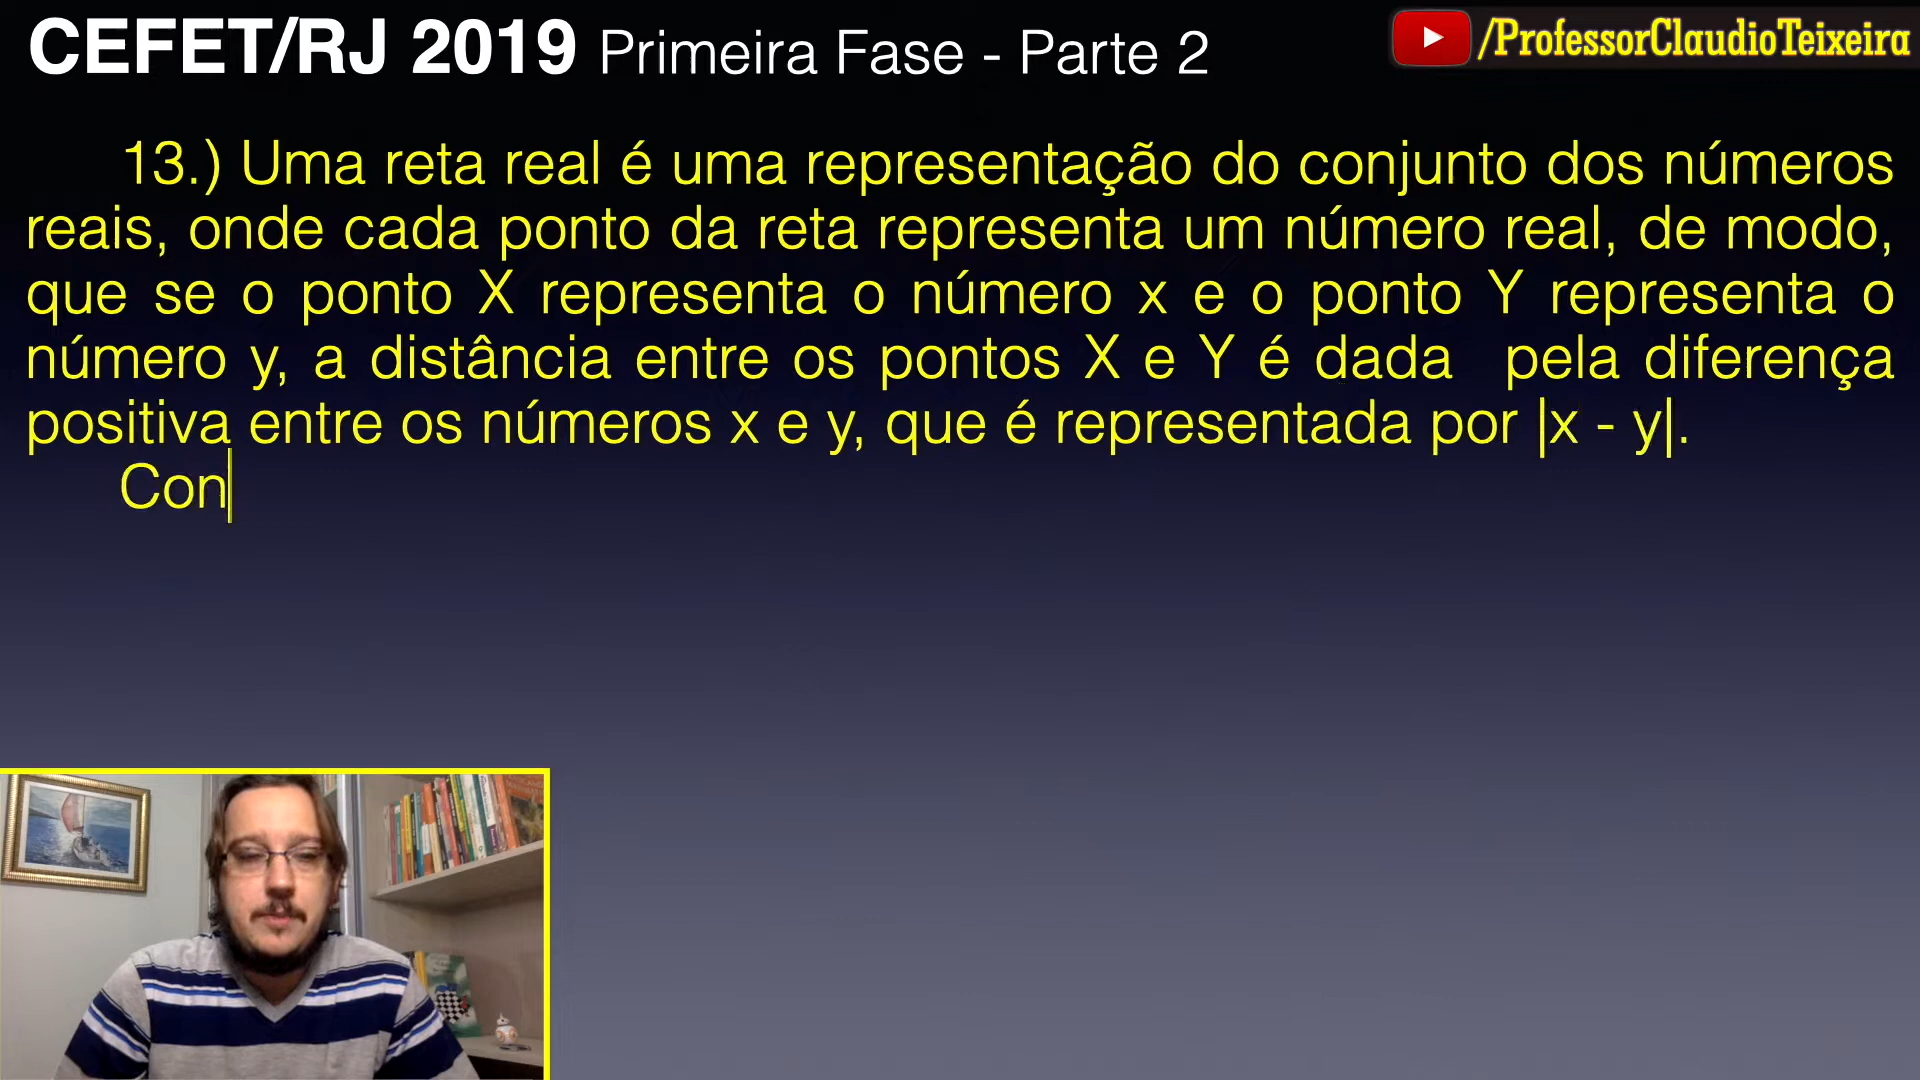 CEFET/RJ 2019 Primeira Fase - Parte 2
/ProfessorClaudioTeixeira
13.) Uma reta real é uma representação do conjunto dos números
reais, onde cada ponto da reta representa um número real, de modo,
que se o ponto X representa o número x e o ponto Y representa o
número y, a distância entre os pontos X e Y é dada pela diferença
positiva entre os números x e y, que é representada por |x - y|.
Con